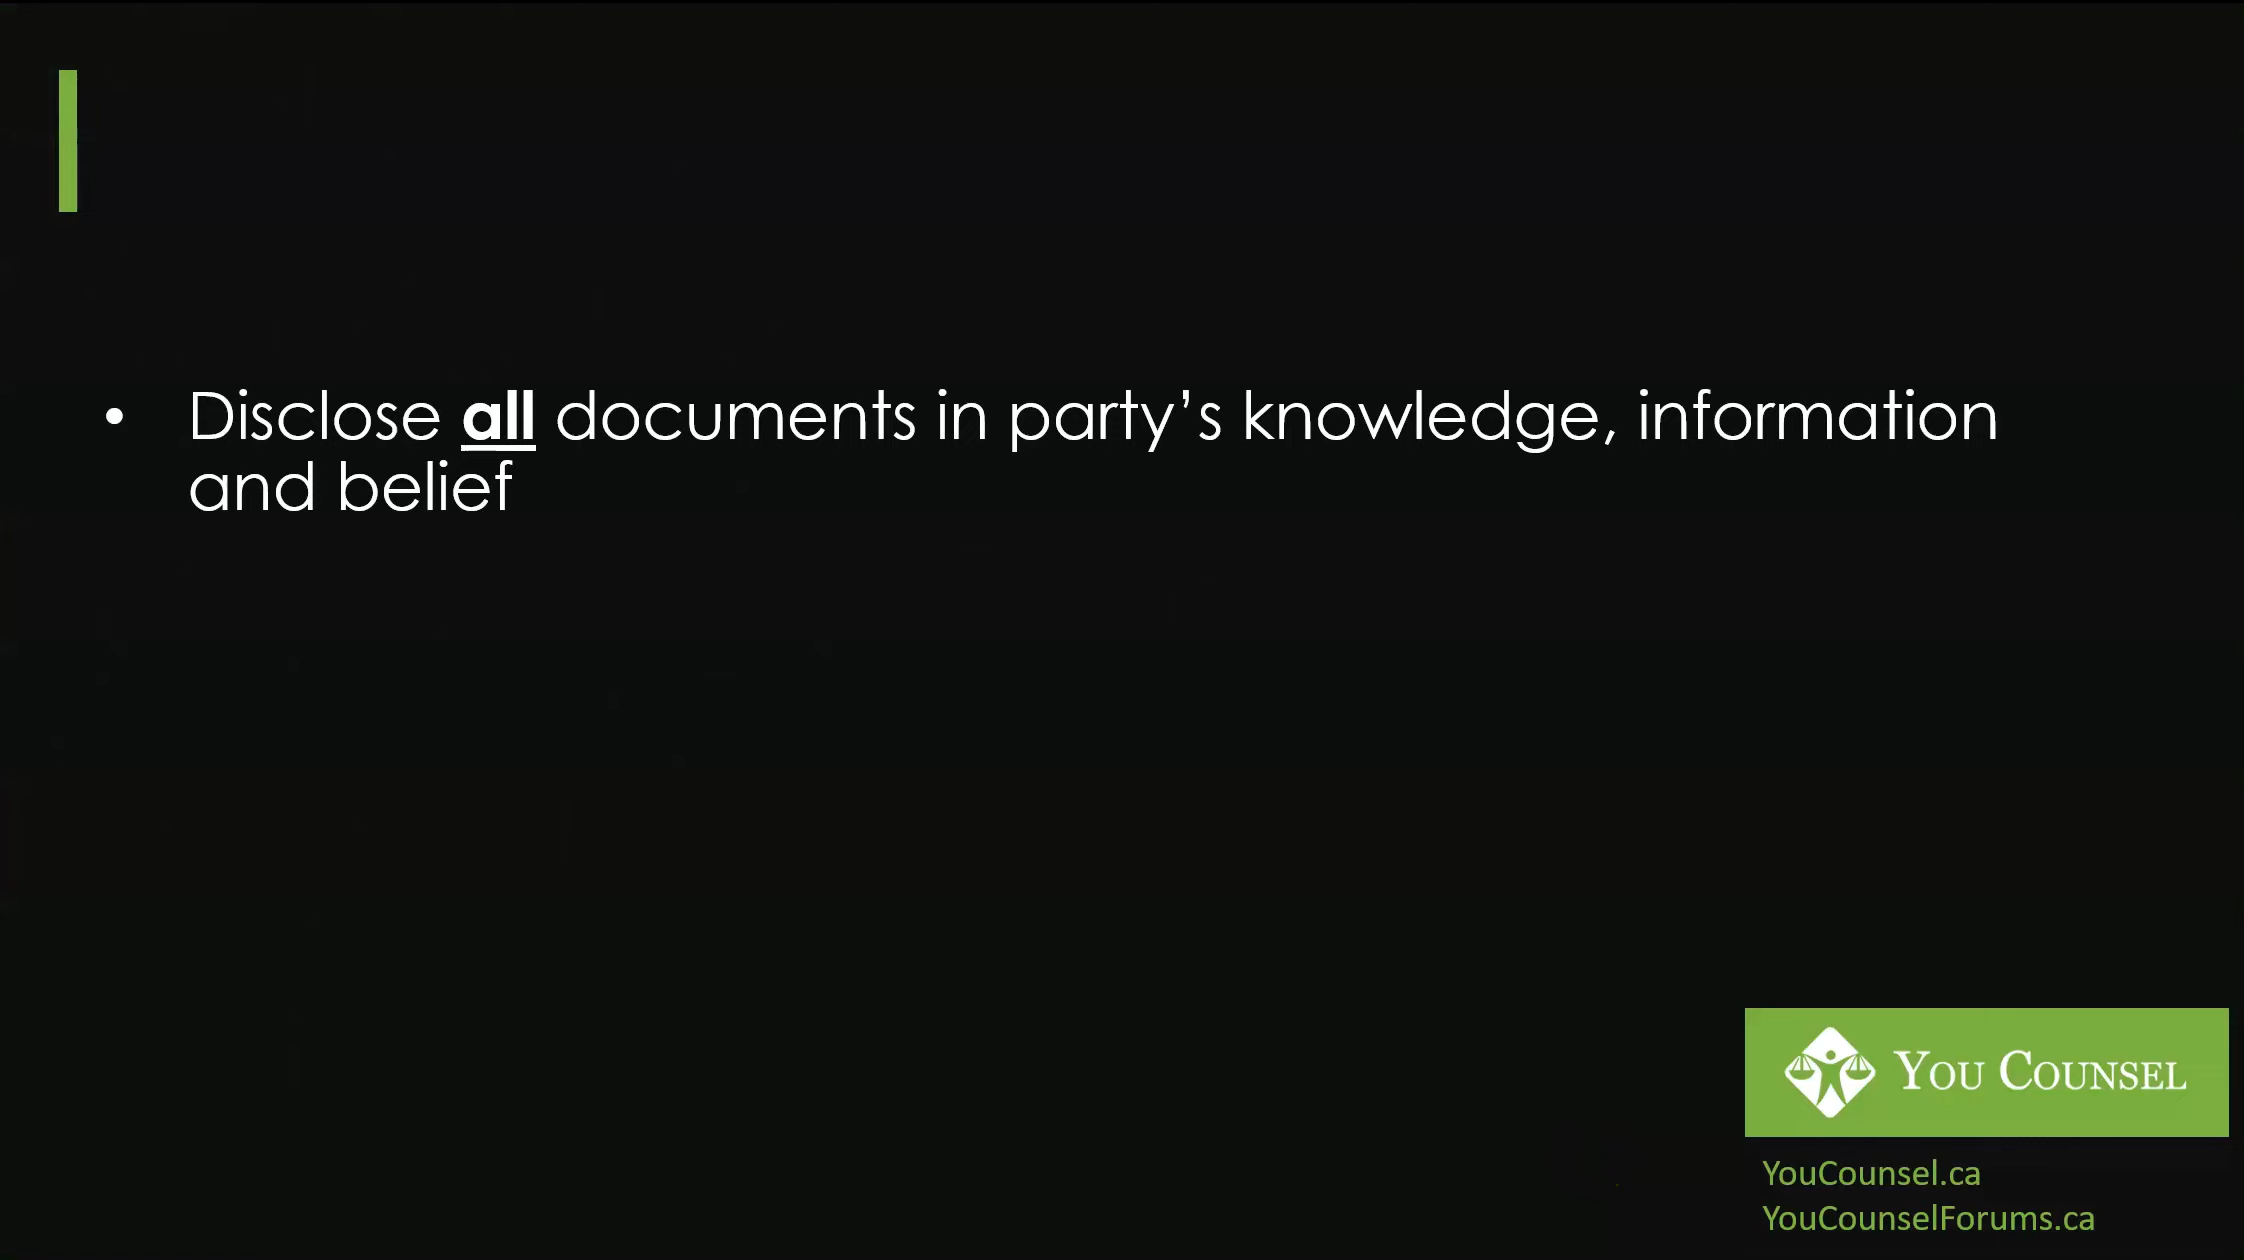 • Disclose all documents in party’s knowledge, information
and belief
YOU COUNSEL
YouCounsel.ca
YouCounselForums.ca